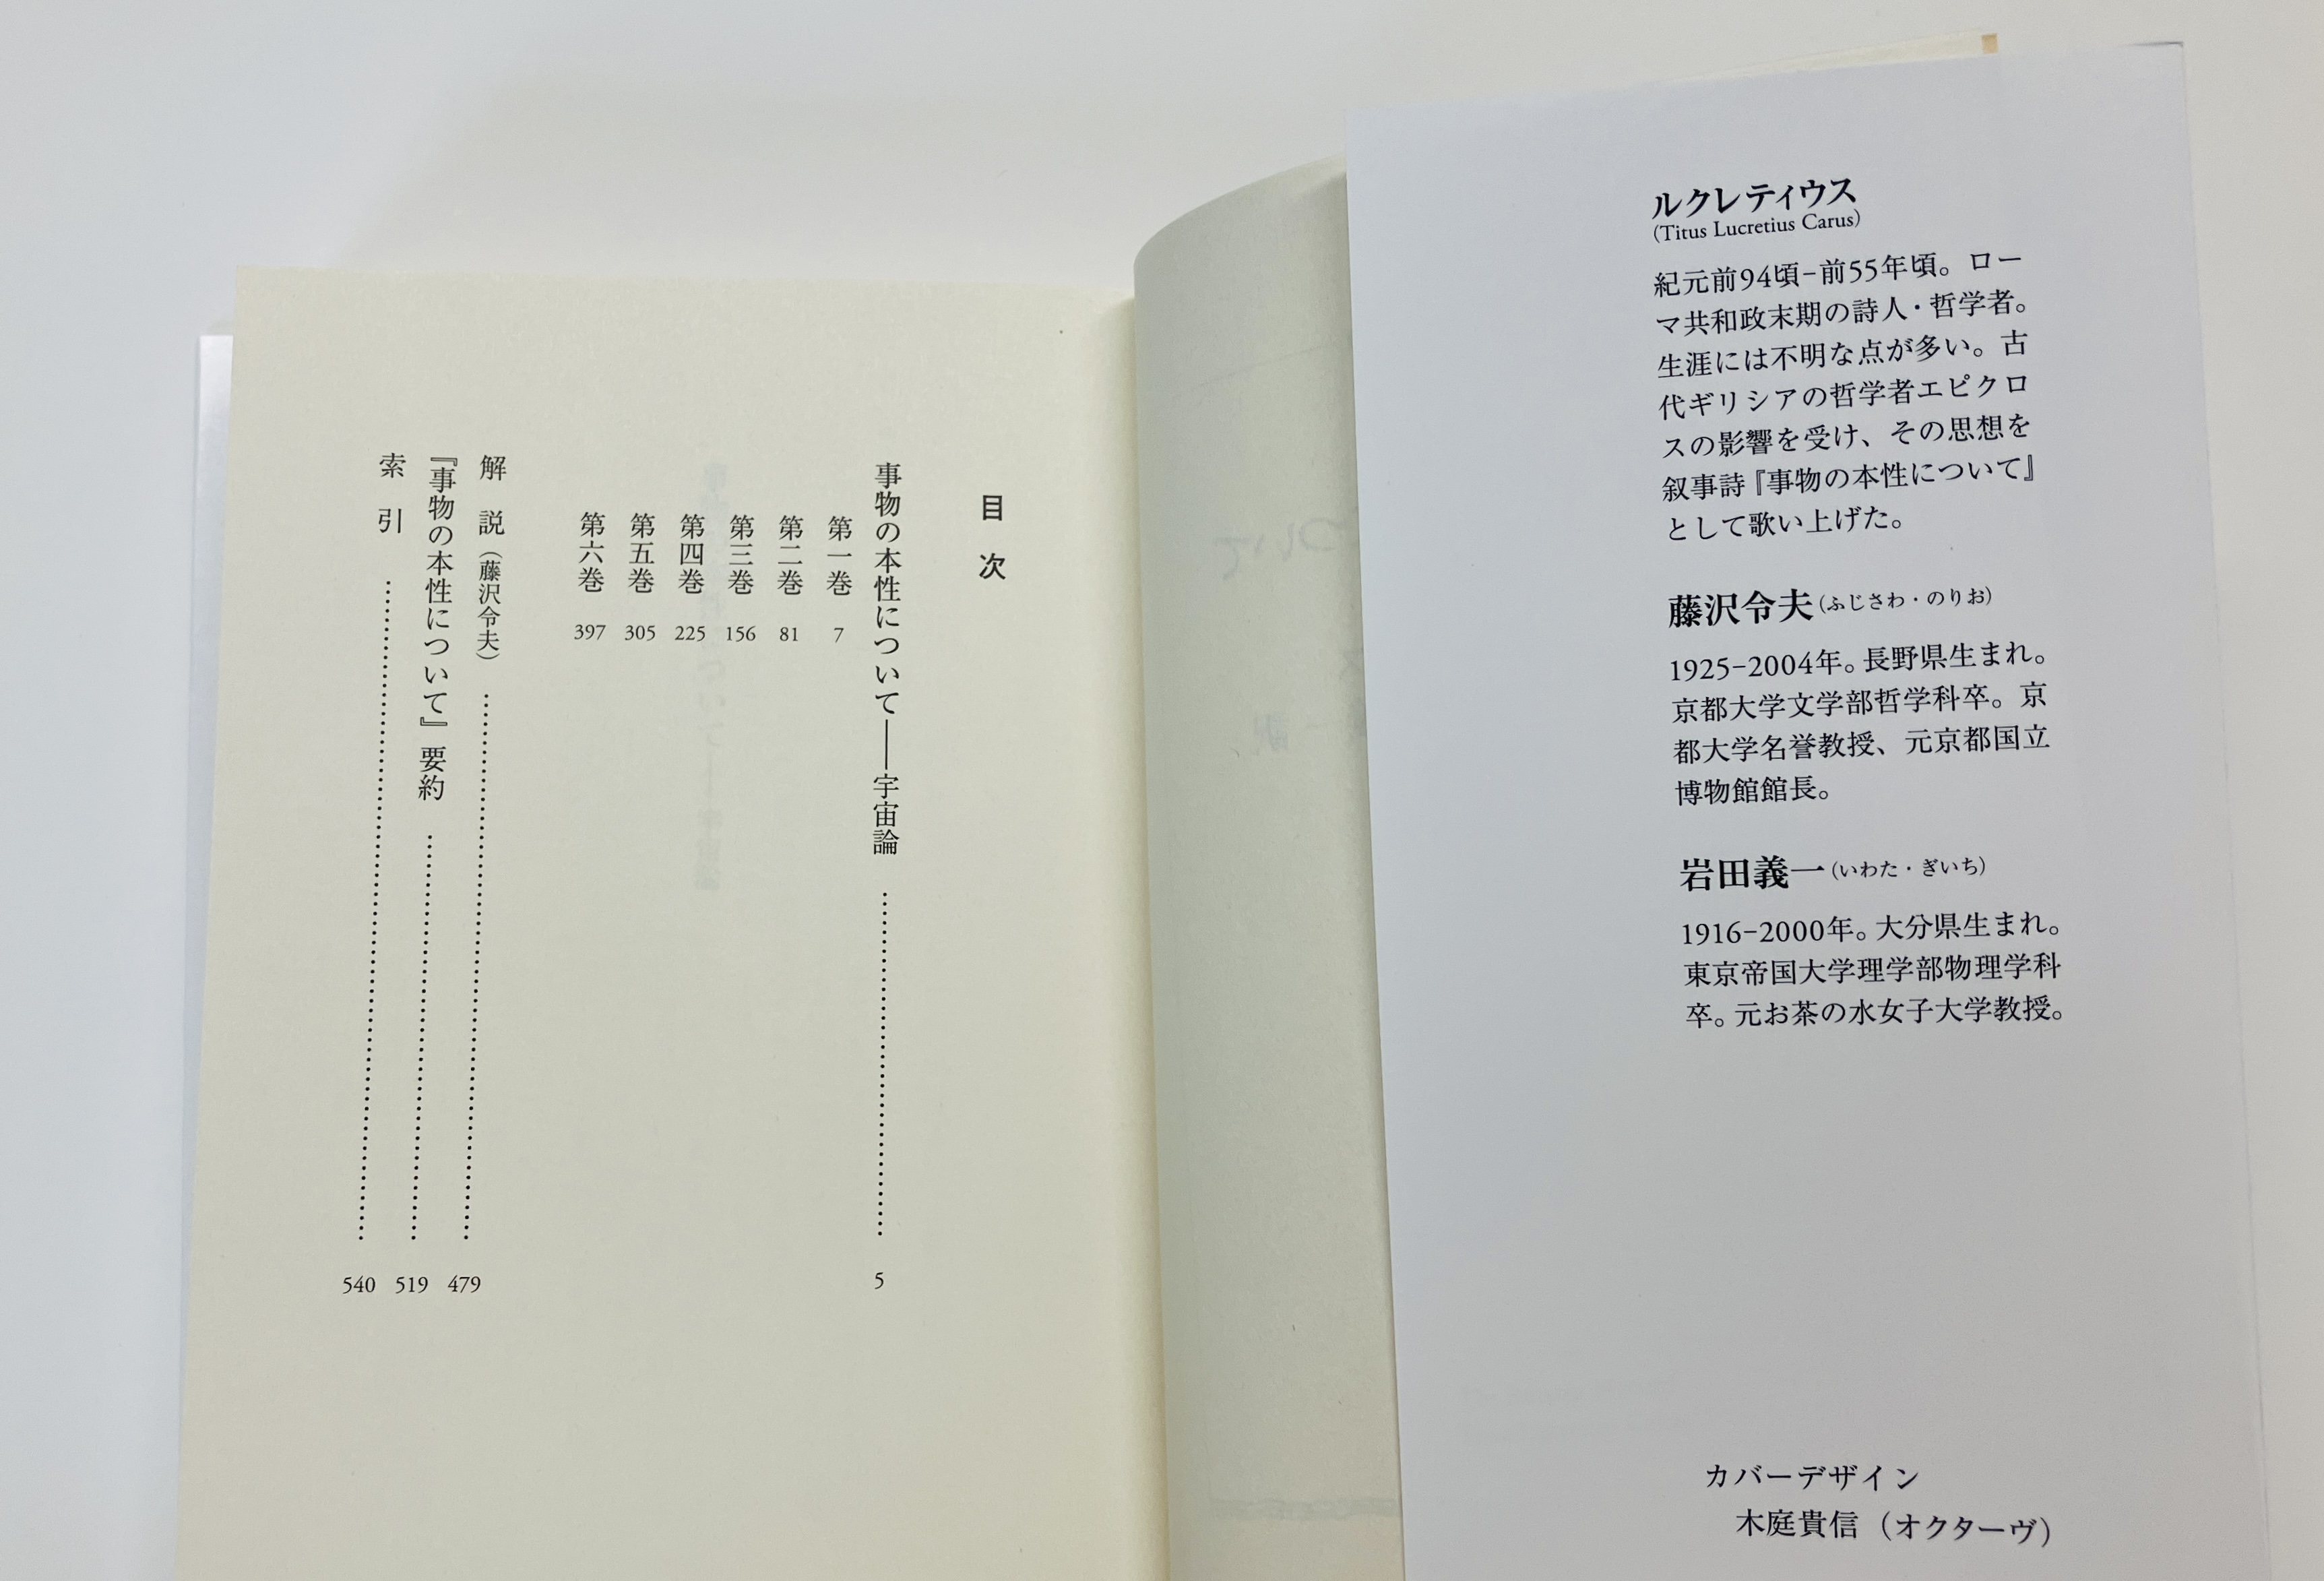 ルクレティウス
(Titus Lucretius Carus)
紀元前94頃–前55年頃。ロー
マ共和政末期の詩人・哲学者。
生涯には不明な点が多い。古
代ギリシアの哲学者エピクロ
スの影響を受け、その思想を
叙事詩『事物の本性について』
として歌い上げた。
藤沢令夫（ふじさわ・のりお）
1925–2004年。長野県生まれ。
京都大学文学部哲学科卒。京
都大学名誉教授、元京都国立
博物館館長。
岩田義一（いわた・ぎいち）
1916–2000年。大分県生まれ。
東京帝国大学理学部物理学科
卒。元お茶の水女子大学教授。
カバーデザイン
木庭貴信（オクターヴ）
目次
事物の本性について――宇宙論 5
第一巻 7
第二巻 81
第三巻 156
第四巻 225
第五巻 305
第六巻 397
解説（藤沢令夫） 479
『事物の本性について』要約 519
索引 540